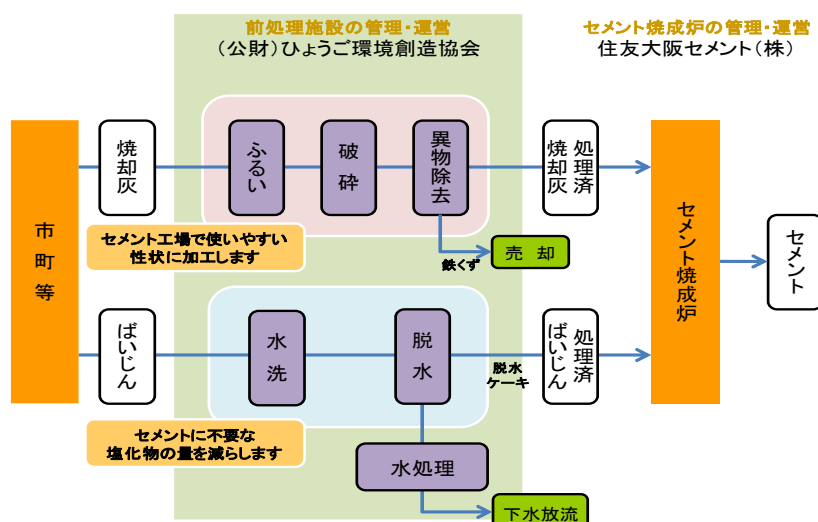 前処理施設の管理・運営
（公財）ひょうご環境創造協会
セメント焼成炉の管理・運営
住友大阪セメント（株）
市町等
焼却灰
ふるい
破砕
異物除去
処理済
焼却灰
セメント焼成炉
セメント
セメント工場で使いやすい
性状に加工します
鉄くず
売却
ばいじん
水洗
脱水
脱水
ケーキ
処理済
ばいじん
セメントに不要な
塩化物の量を減らします
水処理
下水放流